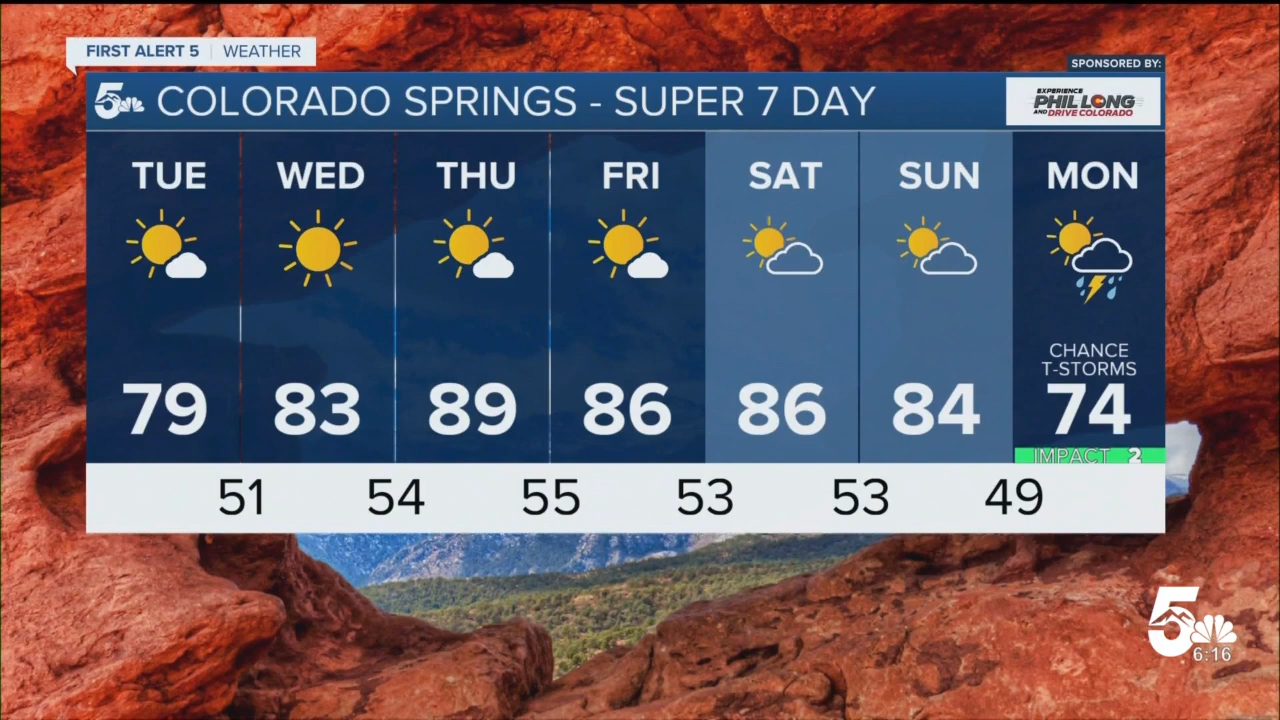 FIRST ALERT 5 | WEATHER
SPONSORED BY:
5 COLORADO SPRINGS - SUPER 7 DAY
EXPERIENCE
PHIL LONG
AND DRIVE COLORADO
TUE WED THU FRI SAT SUN MON
CHANCE
T-STORMS
79 83 89 86 86 84 74
IMPACT 2
51 54 55 53 53 49
5
6:16